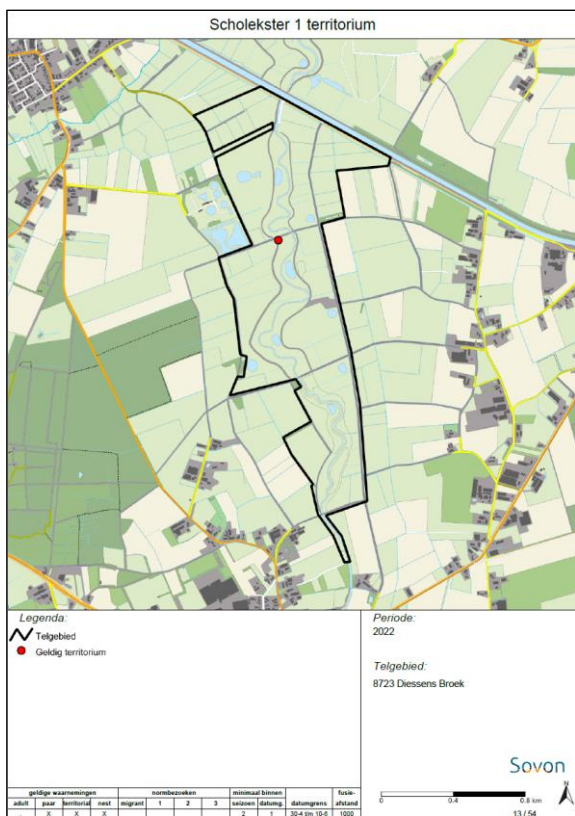 Scholekster 1 territorium
Legenda:
Telgebied
Geldig territorium
Periode:
2022
Telgebied:
8723 Diessens Broek
Sovon
N
0 0.4 0.8 km
13 / 54
geldige waarnemingen normbezoeken minimaal binnen fusie-
adult paar territorial nest migrant 1 2 3 seizoen datumg. datumgrens afstand
. X X X 2 1 30-4 t/m 10-6 1000